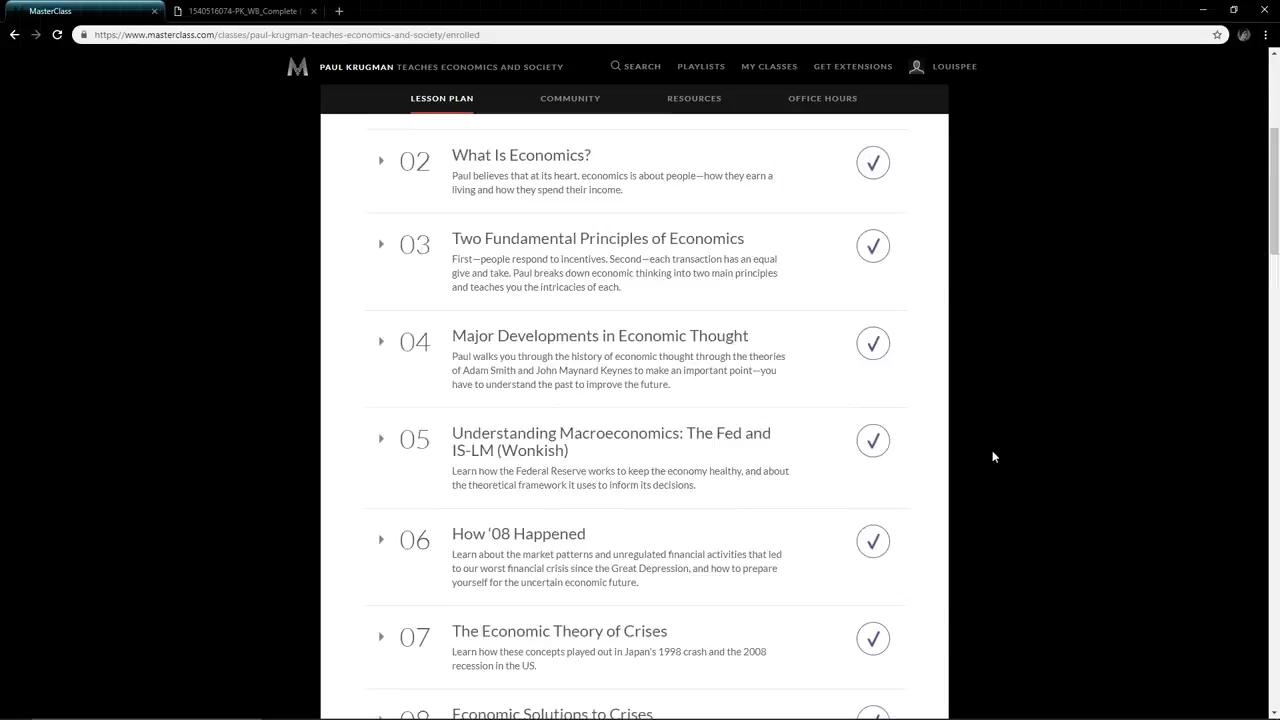 MasterClass
1540516074-PK_WB_Complete
https://www.masterclass.com/classes/paul-krugman-teaches-economics-and-society/enrolled
PAUL KRUGMAN TEACHES ECONOMICS AND SOCIETY
SEARCH
PLAYLISTS
MY CLASSES
GET EXTENSIONS
LOUISPEE
LESSON PLAN
COMMUNITY
RESOURCES
OFFICE HOURS
02
What Is Economics?
Paul believes that at its heart, economics is about people—how they earn a
living and how they spend their income.
03
Two Fundamental Principles of Economics
First—people respond to incentives. Second—each transaction has an equal
give and take. Paul breaks down economic thinking into two main principles
and teaches you the intricacies of each.
04
Major Developments in Economic Thought
Paul walks you through the history of economic thought through the theories
of Adam Smith and John Maynard Keynes to make an important point—you
have to understand the past to improve the future.
05
Understanding Macroeconomics: The Fed and
IS-LM (Wonkish)
Learn how the Federal Reserve works to keep the economy healthy, and about
the theoretical framework it uses to inform its decisions.
06
How ‘08 Happened
Learn about the market patterns and unregulated financial activities that led
to our worst financial crisis since the Great Depression, and how to prepare
yourself for the uncertain economic future.
07
The Economic Theory of Crises
Learn how these concepts played out in Japan's 1998 crash and the 2008
recession in the US.
08
Economic Solutions to Crises